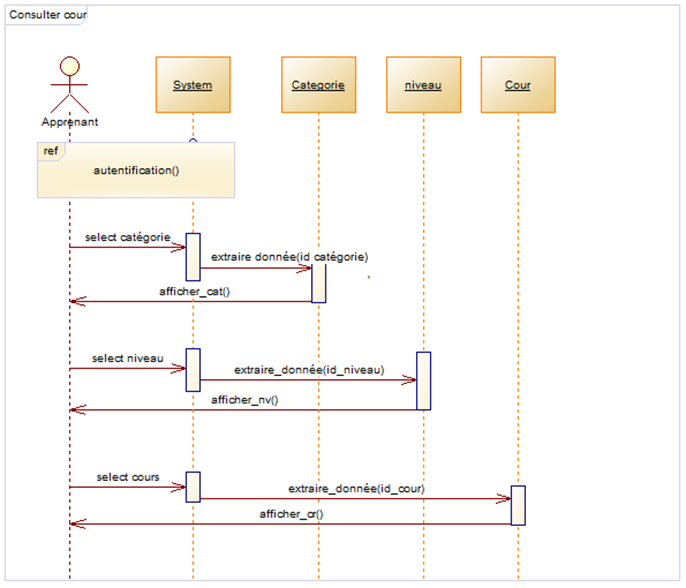 Consulter cour
System
Categorie
niveau
Cour
Apprenant
ref
autentification()
select catégorie
extraire donnée(id catégorie)
afficher_cat()
select niveau
extraire_donnée(id_niveau)
afficher_nv()
select cours
extraire_donnée(id_cour)
afficher_cr()